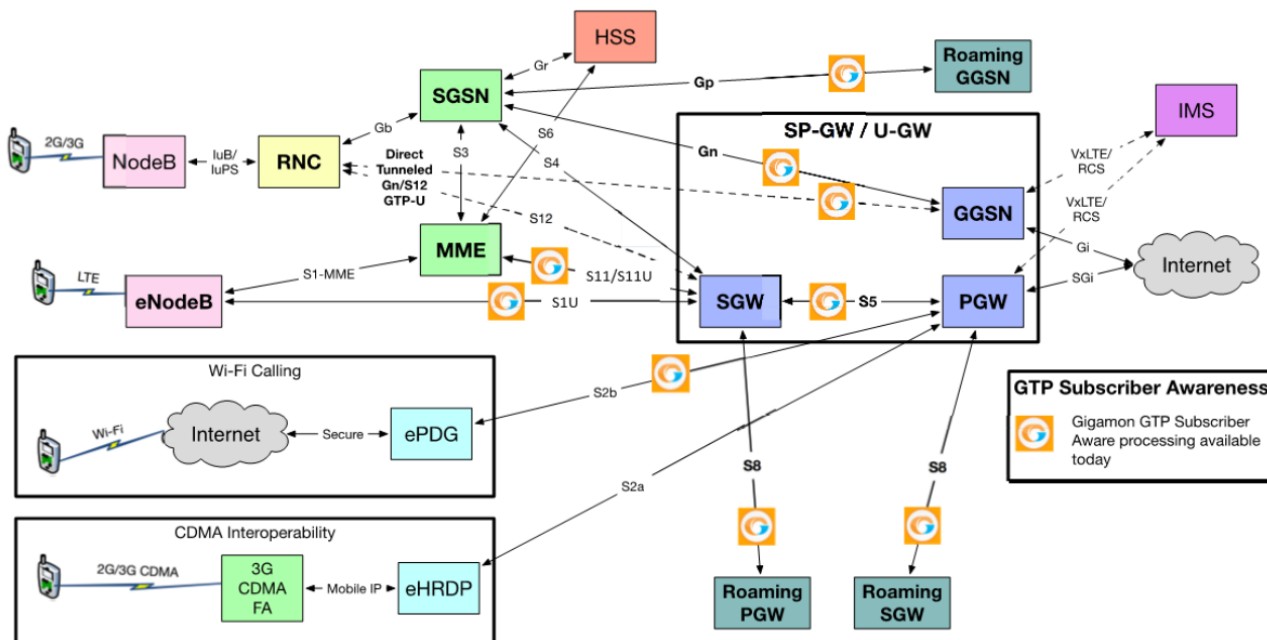 HSS
Roaming
GGSN
Gr
Gp
SGSN
IMS
SP-GW / U-GW
2G/3G
Gb
NodeB
IuB/
IuPS
RNC
Direct
Tunneled
Gn/S12
GTP-U
S3
S6
S4
Gn
VxLTE/
RCS
GGSN
VxLTE/
RCS
S12
MME
Gi
Internet
LTE
S1-MME
S11/S11U
SGi
eNodeB
S1U
SGW
S5
PGW
Wi-Fi Calling
S2b
GTP Subscriber Awareness
Gigamon GTP Subscriber
Aware processing available
today
Wi-Fi
Internet
Secure
ePDG
S8
S8
S2a
CDMA Interoperability
2G/3G CDMA
3G
CDMA
FA
Mobile IP
eHRDP
Roaming
PGW
Roaming
SGW